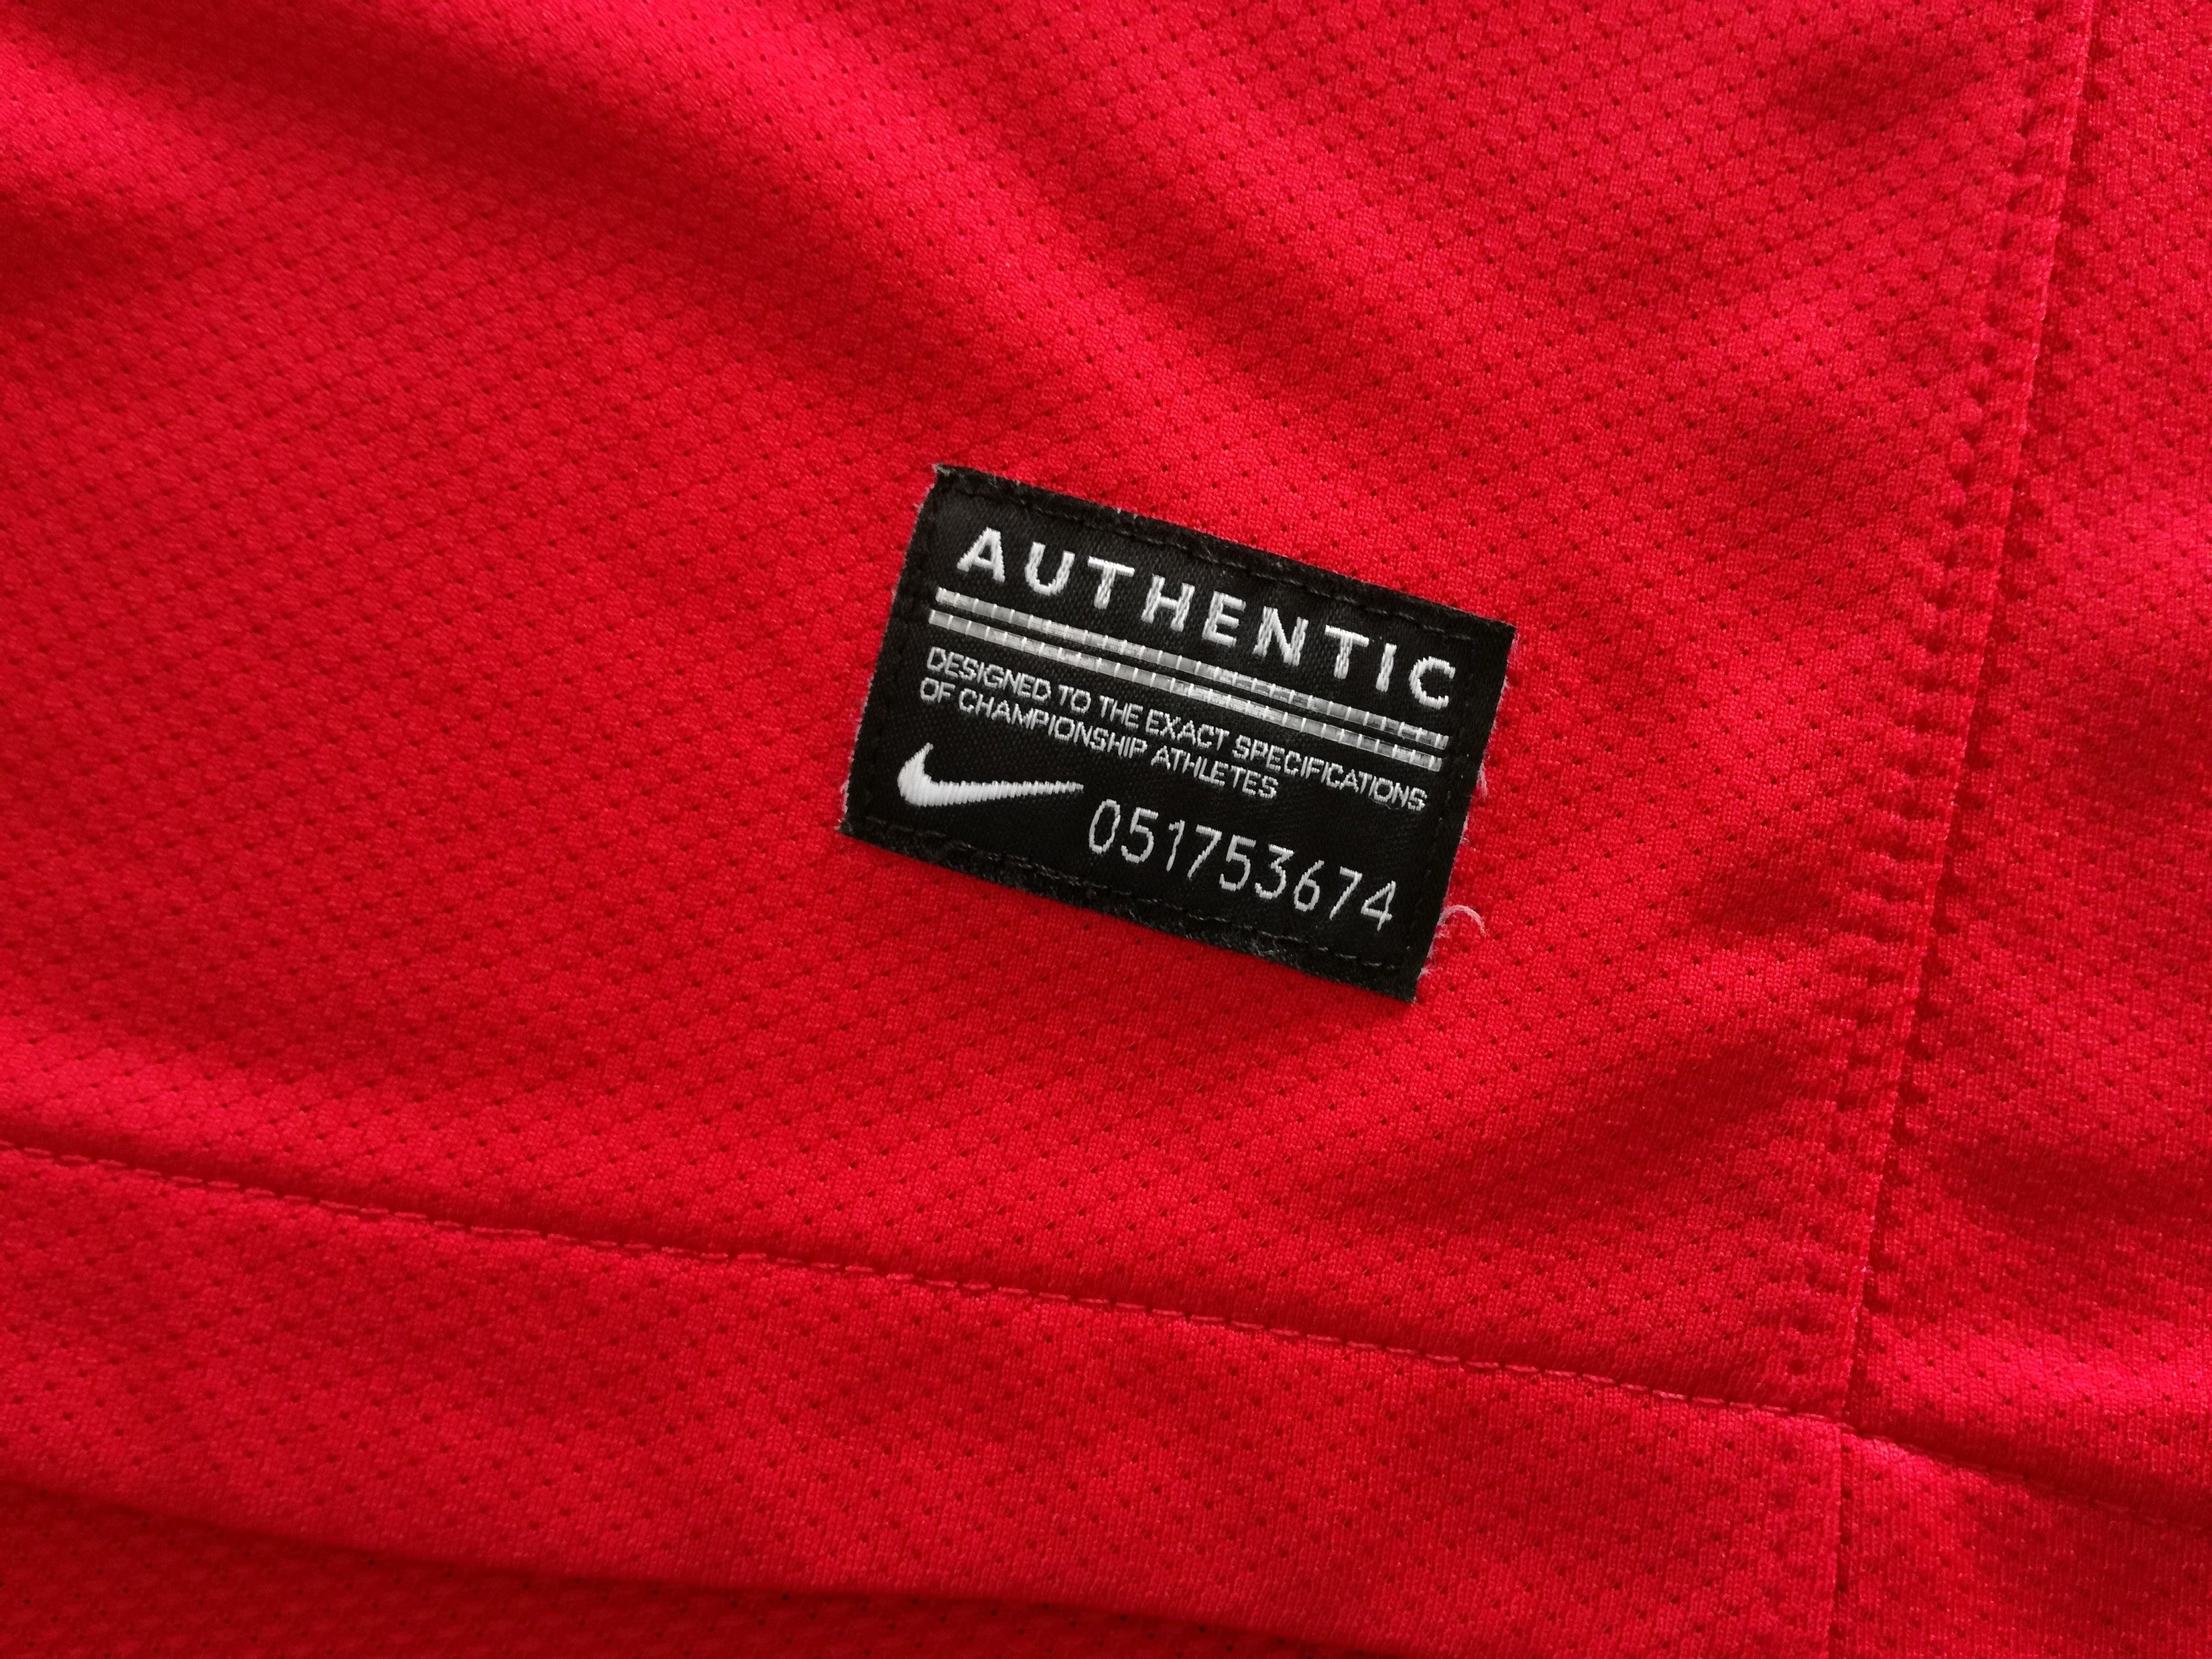 AUTHENTIC
DESIGNED TO THE EXACT SPECIFICATIONS
OF CHAMPIONSHIP ATHLETES
051753674